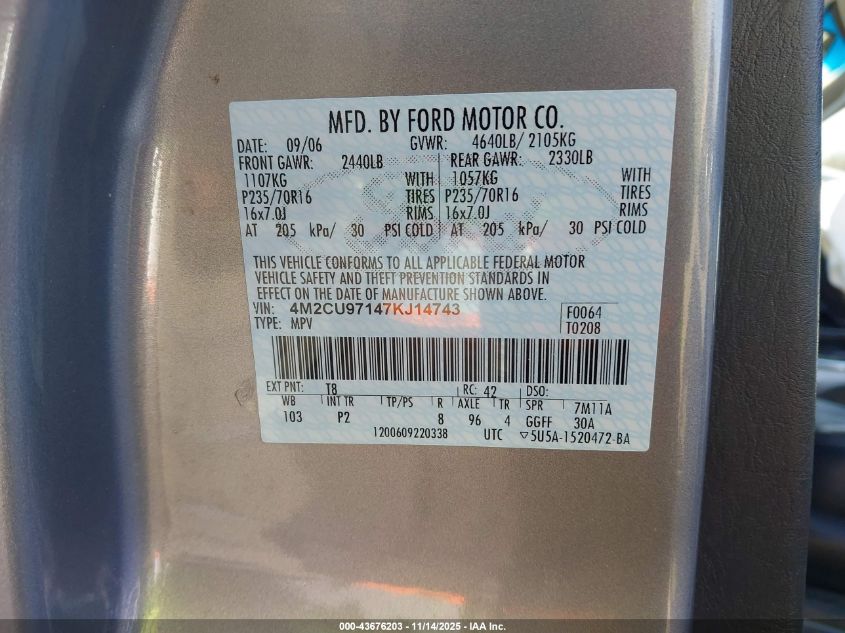 MFD. BY FORD MOTOR CO.
DATE: 09/06 GVWR: 4640LB/ 2105KG
FRONT GAWR: 2440LB REAR GAWR: 2330LB
1107KG WITH 1057KG WITH
P235/70R16 TIRES P235/70R16 TIRES
16x7.0J RIMS 16x7.0J RIMS
AT 205 kPa/ 30 PSI COLD AT 205 kPa/ 30 PSI COLD
THIS VEHICLE CONFORMS TO ALL APPLICABLE FEDERAL MOTOR
VEHICLE SAFETY AND THEFT PREVENTION STANDARDS IN
EFFECT ON THE DATE OF MANUFACTURE SHOWN ABOVE.
VIN: 4M2CU97147KJ14743 F0064
TYPE: MPV T0208
EXT PNT: T8 RC: 42 DSO:
WB INT TR TP/PS R AXLE TR SPR 7M11A
103 P2 8 96 4 GGFF 30A
1200609220338 UTC ▽5U5A-1520472-BA
000-43676203 - 11/14/2025 - IAA Inc.